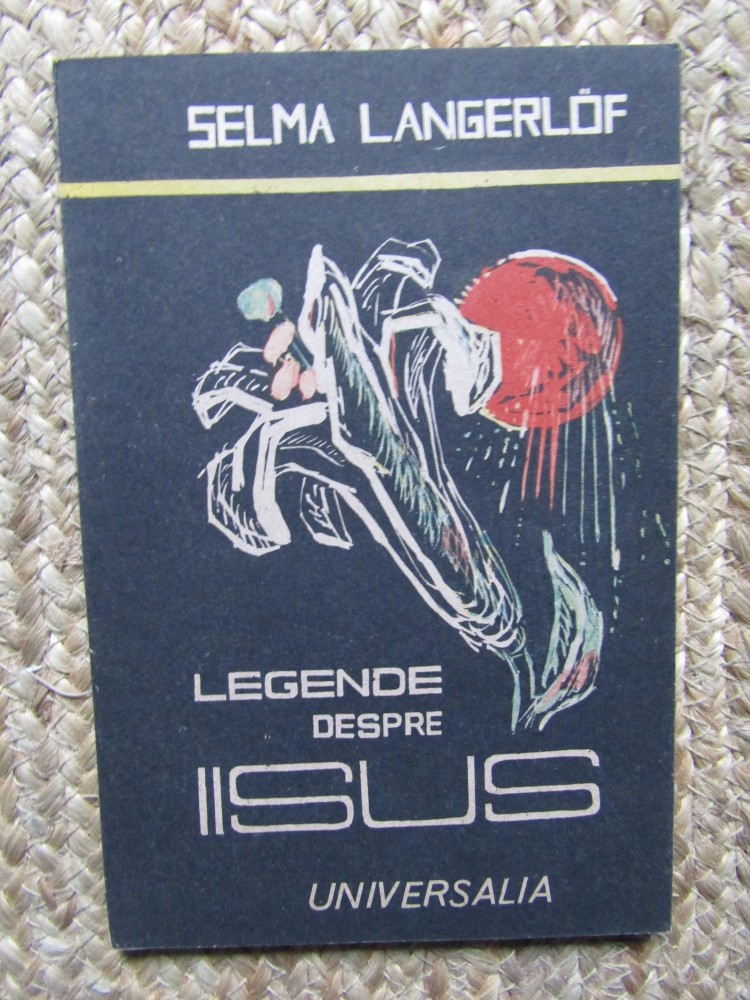 SELMA LANGERLÖF
LEGENDE
DESPRE
IISUS
UNIVERSALIA